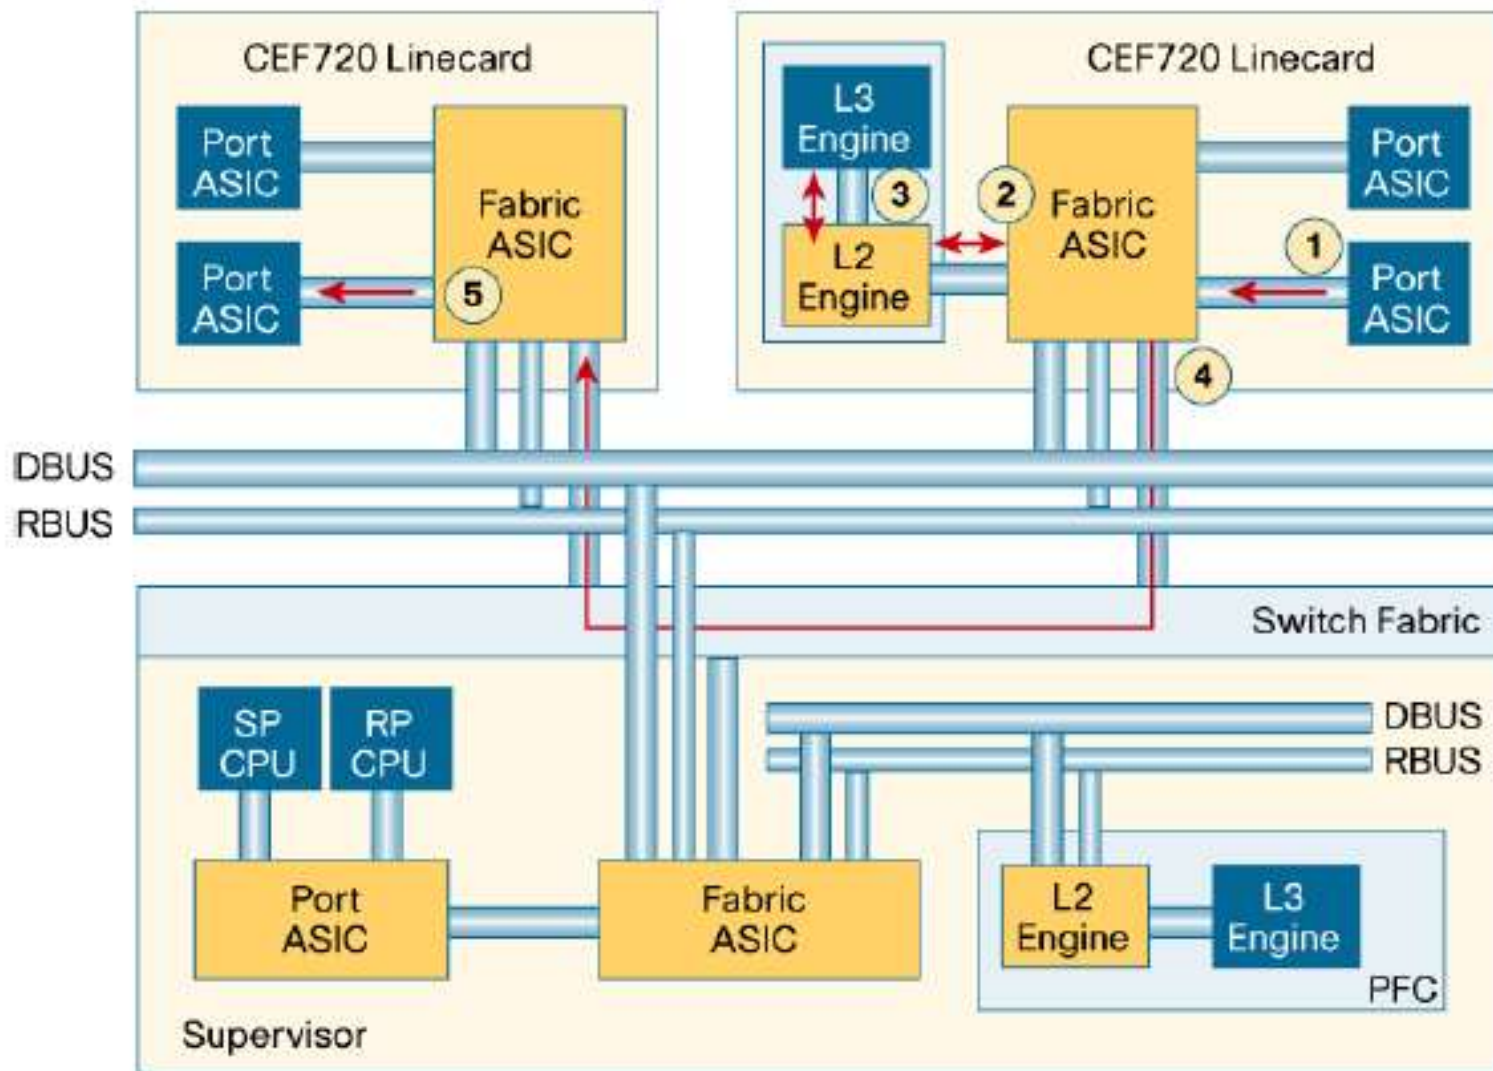 CEF720 Linecard
Port
ASIC
Port
ASIC
Fabric
ASIC
5
CEF720 Linecard
L3
Engine
3
L2
Engine
2
Fabric
ASIC
Port
ASIC
1
Port
ASIC
4
DBUS
RBUS
Switch Fabric
SP
CPU
RP
CPU
DBUS
RBUS
Port
ASIC
Fabric
ASIC
L2
Engine
L3
Engine
PFC
Supervisor